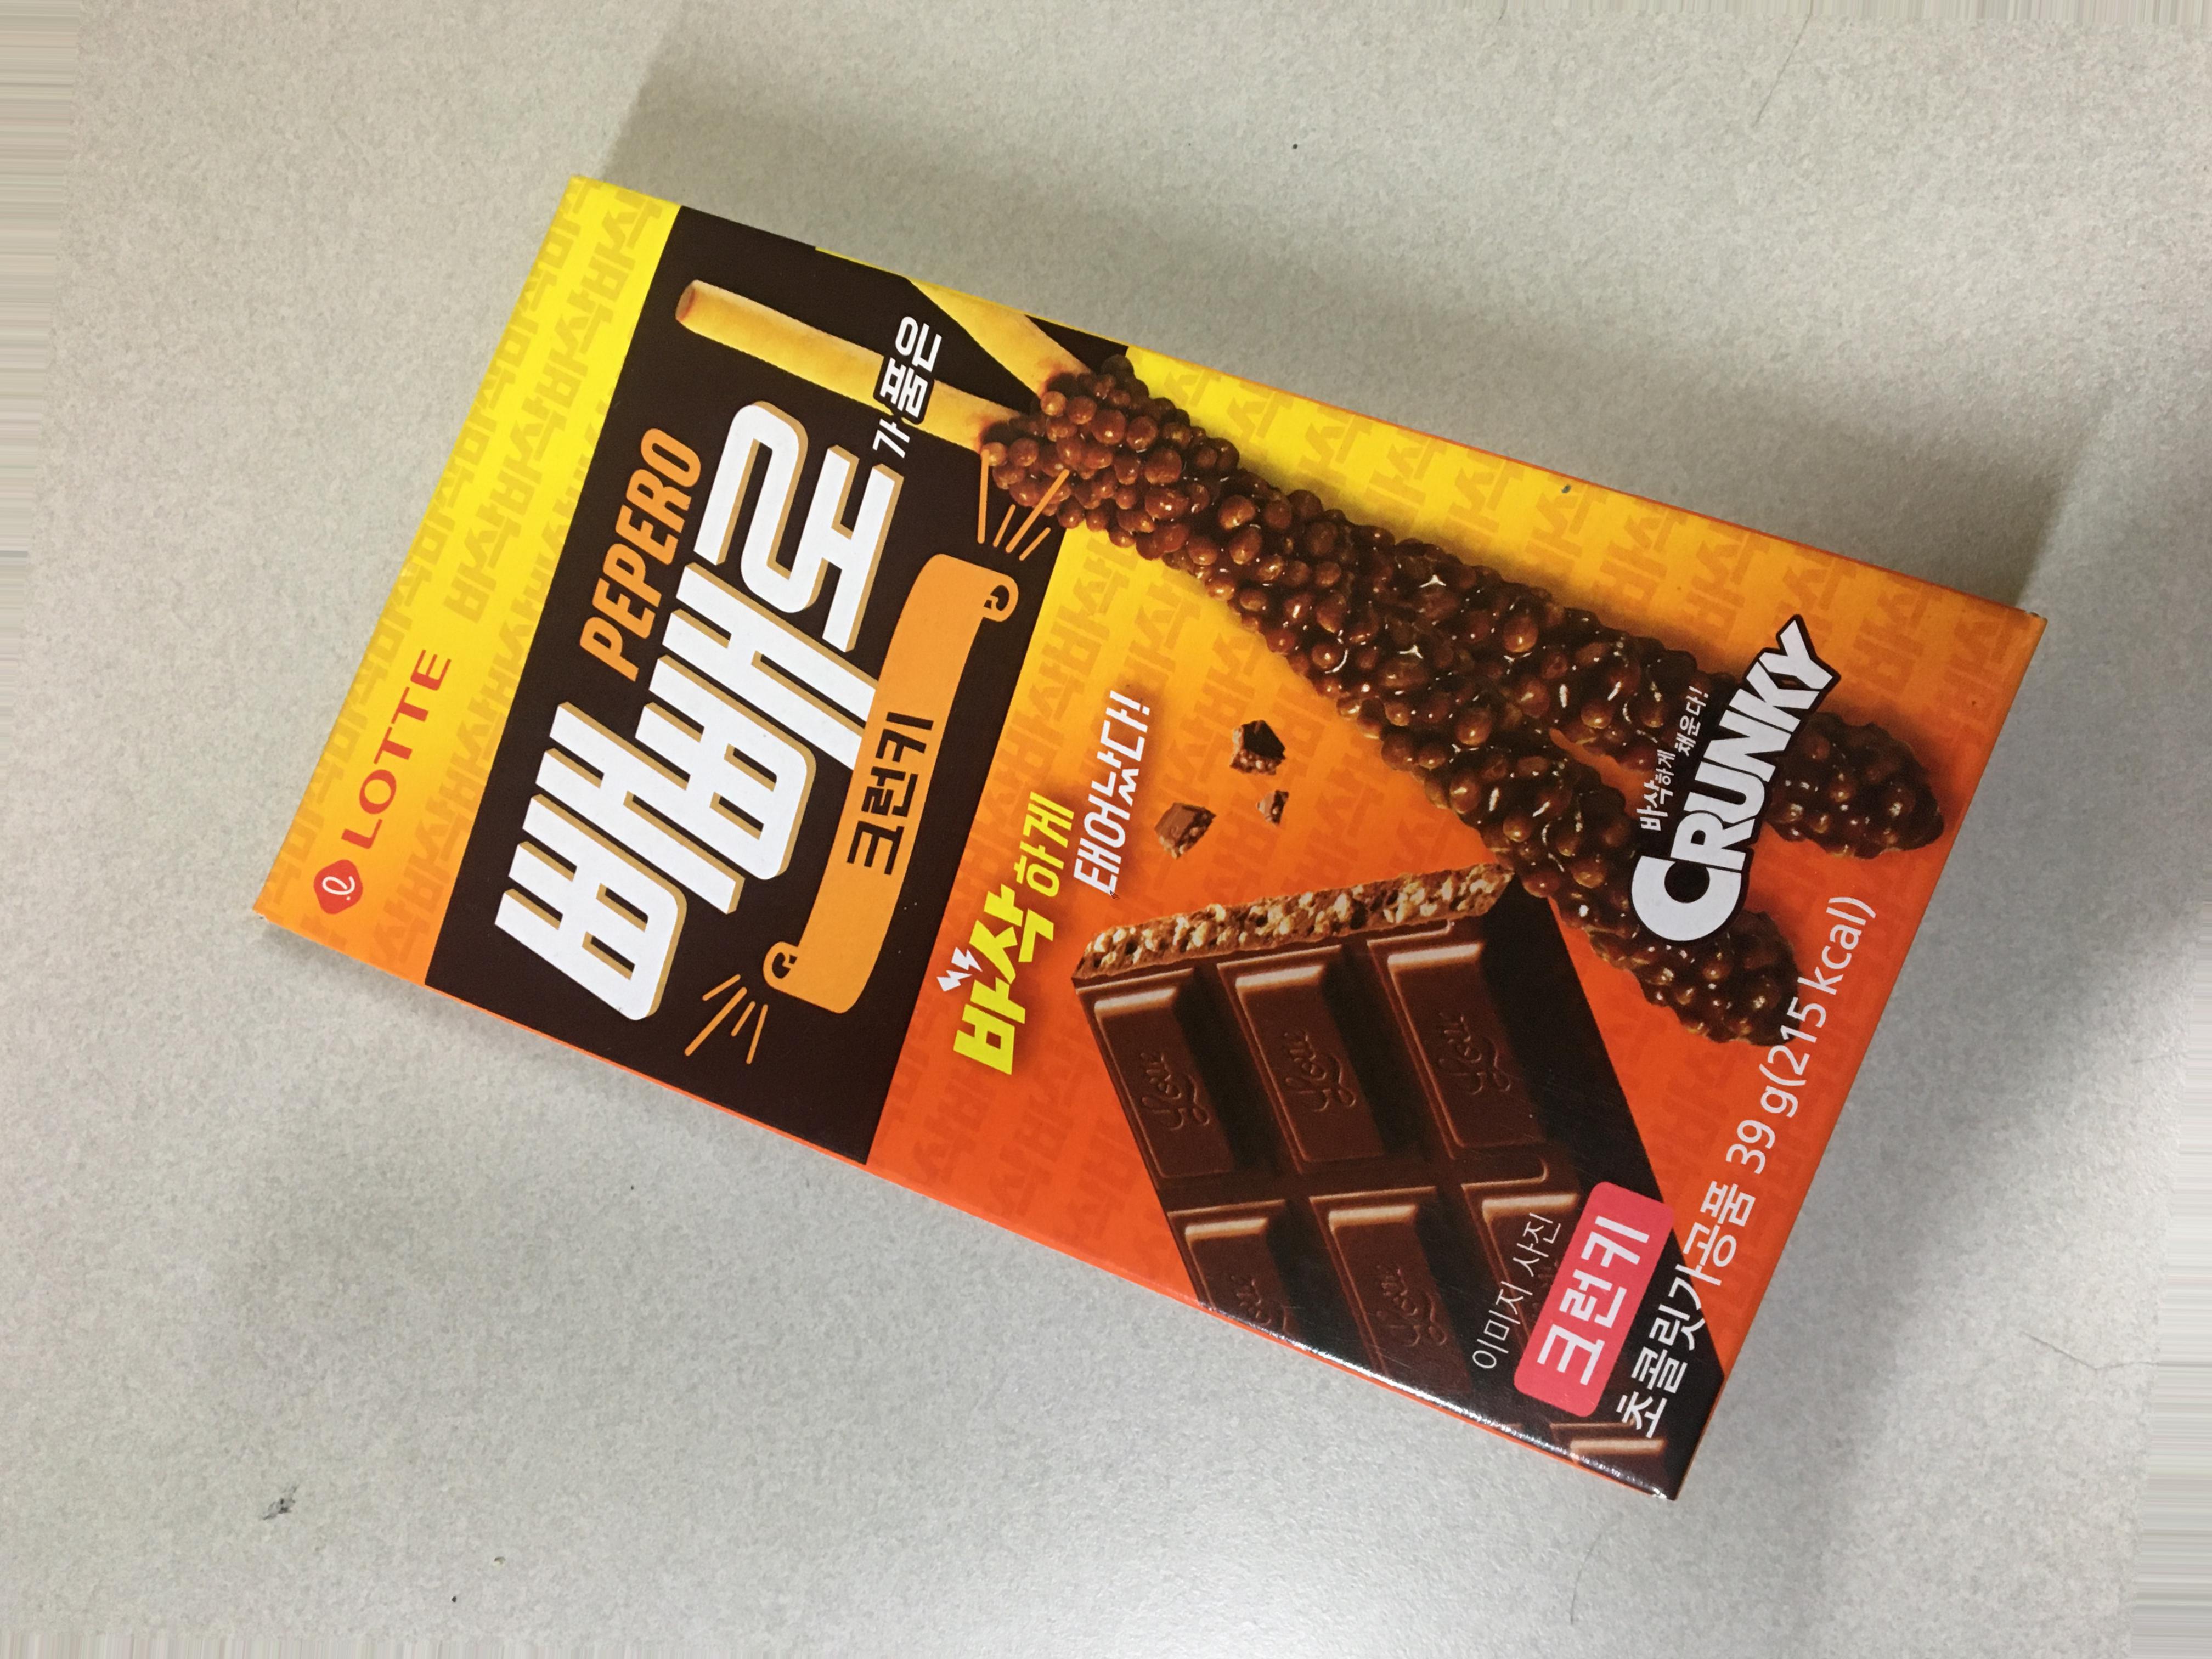 LOTTE
PEPERO
빼빼로가 품은
크런키
바삭하게
태어났다!
바삭하게 채운다!
CRUNKY
이미지 사진
크런키
초콜릿가공품 39 g(215 kcal)